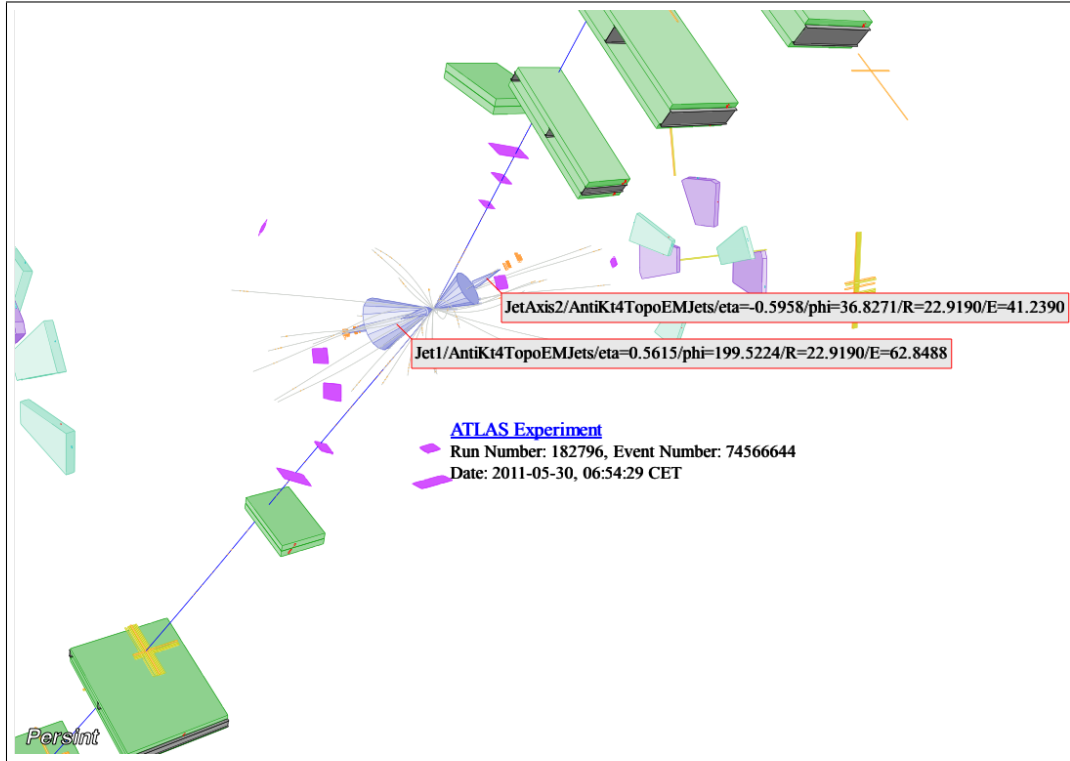 JetAxis2/AntiKt4TopoEMJets/eta=-0.5958/phi=36.8271/R=22.9190/E=41.2390
Jet1/AntiKt4TopoEMJets/eta=0.5615/phi=199.5224/R=22.9190/E=62.8488
ATLAS Experiment
Run Number: 182796, Event Number: 74566644
Date: 2011-05-30, 06:54:29 CET
Persint